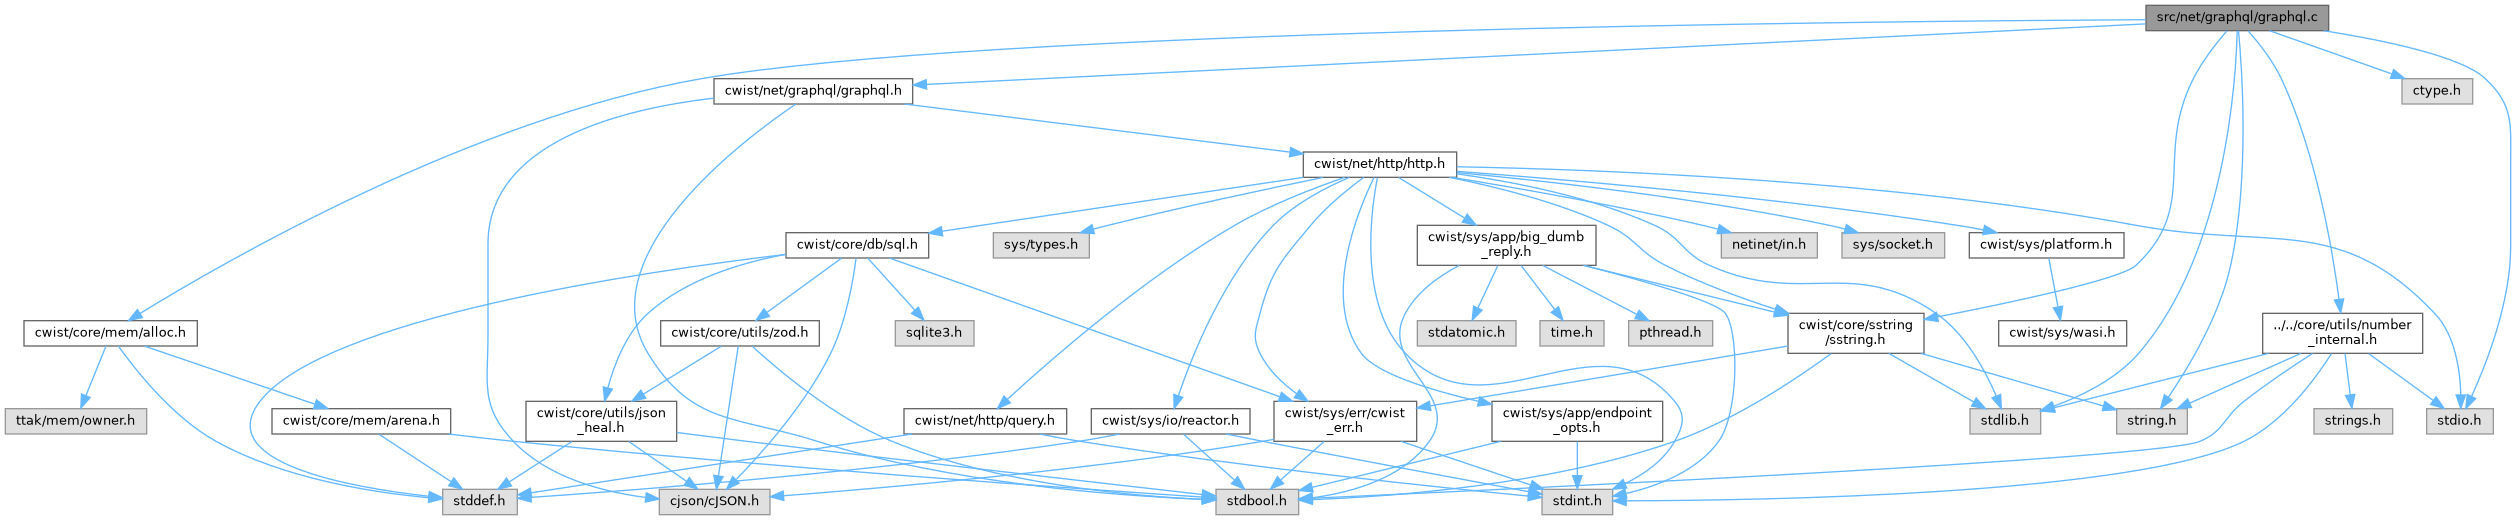 src/net/graphql/graphql.c
cwist/net/graphql/graphql.h
ctype.h
cwist/net/http/http.h
cwist/core/db/sql.h
sys/types.h
cwist/sys/app/big_dumb
_reply.h
netinet/in.h
sys/socket.h
cwist/sys/platform.h
cwist/core/mem/alloc.h
cwist/core/utils/zod.h
sqlite3.h
stdatomic.h
time.h
pthread.h
cwist/core/sstring
/sstring.h
cwist/sys/wasi.h
../../core/utils/number
_internal.h
ttak/mem/owner.h
cwist/core/mem/arena.h
cwist/core/utils/json
_heal.h
cwist/net/http/query.h
cwist/sys/io/reactor.h
cwist/sys/err/cwist
_err.h
cwist/sys/app/endpoint
_opts.h
stdlib.h
string.h
strings.h
stdio.h
stddef.h
cjson/cJSON.h
stdbool.h
stdint.h